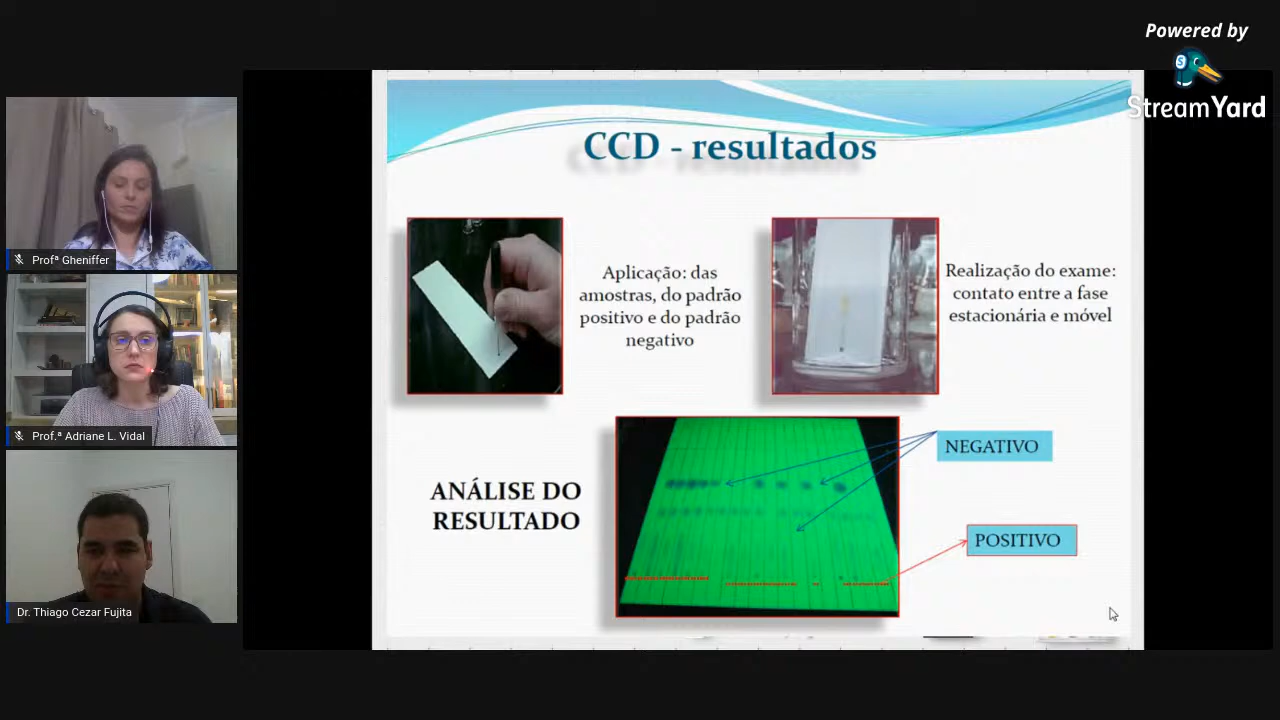 Powered by
StreamYard
CCD - resultados
Aplicação: das
amostras, do padrão
positivo e do padrão
negativo
Realização do exame:
contato entre a fase
estacionária e móvel
ANÁLISE DO
RESULTADO
NEGATIVO
POSITIVO
Profª Gheniffer
Prof.ª Adriane L. Vidal
Dr. Thiago Cezar Fujita